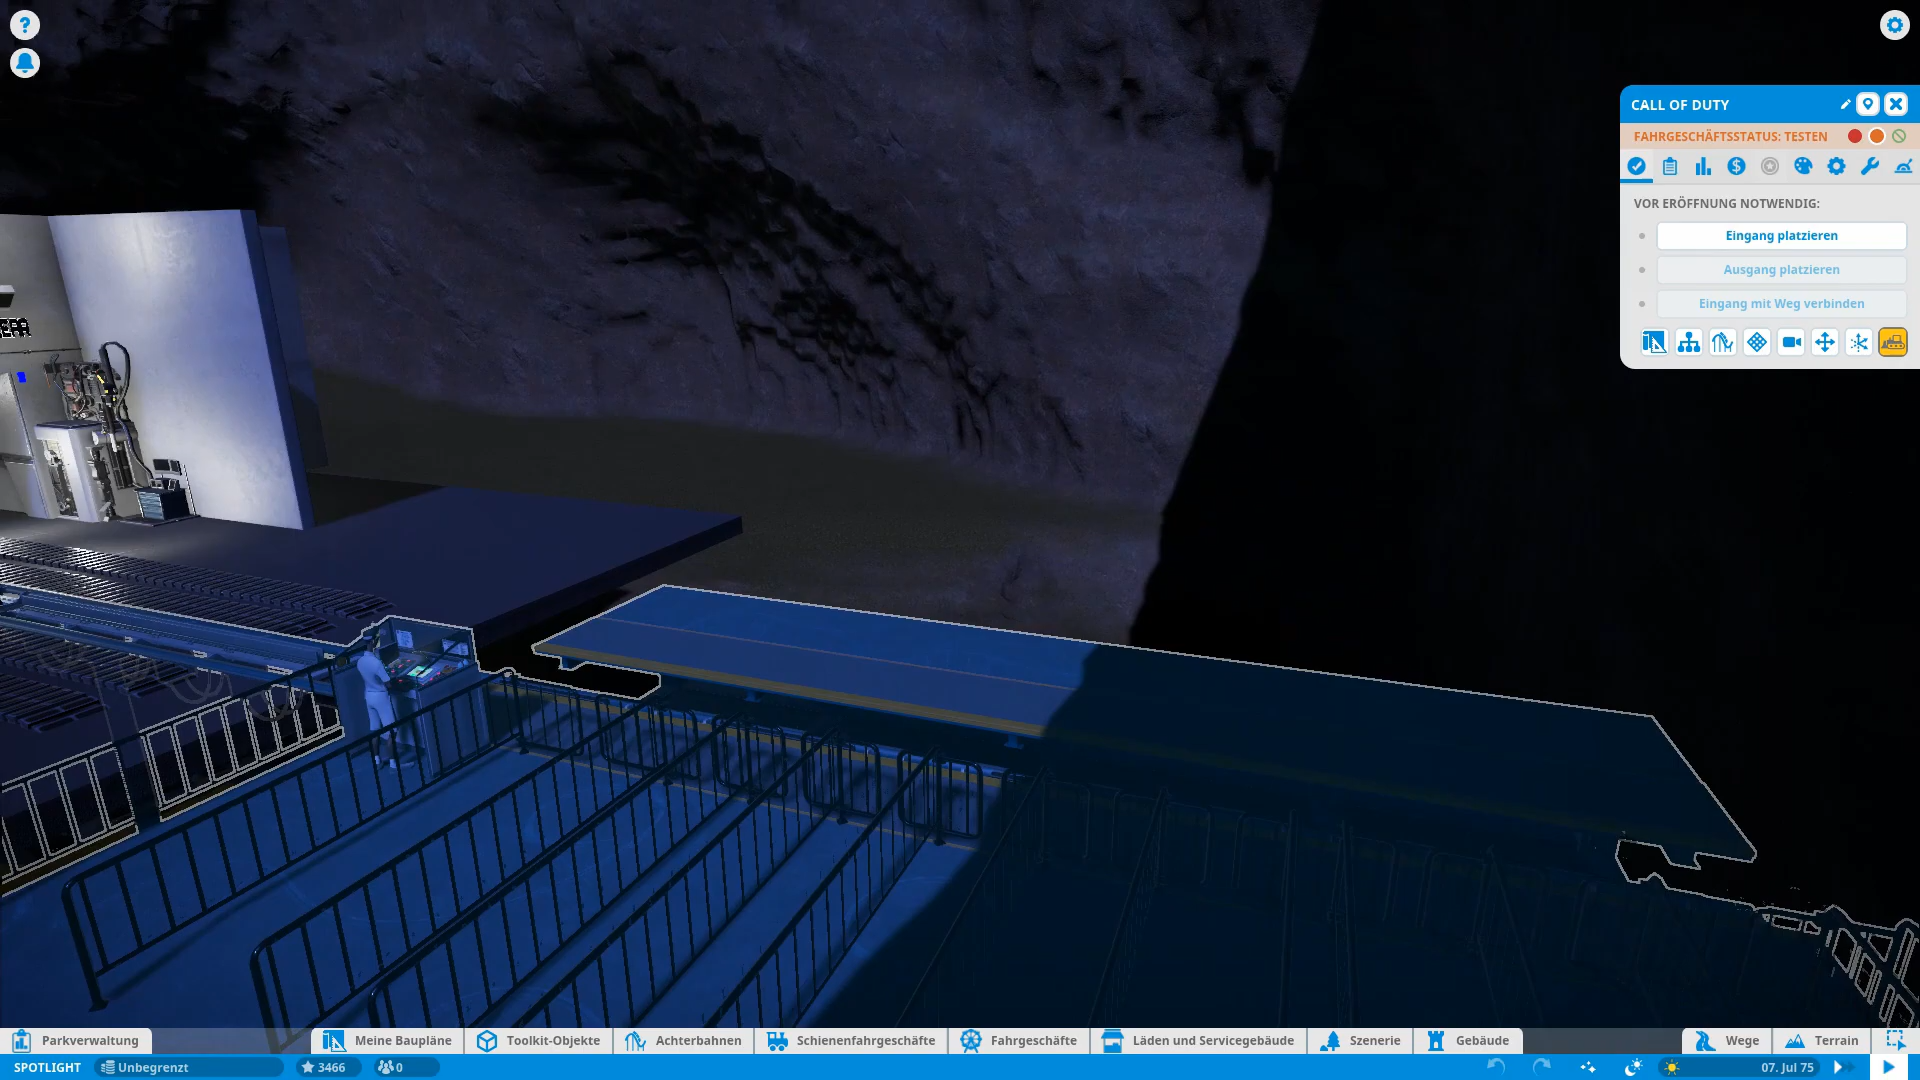 ?
CALL OF DUTY
FAHRGESCHÄFTSSTATUS: TESTEN
VOR ERÖFFNUNG NOTWENDIG:
Eingang platzieren
Ausgang platzieren
Eingang mit Weg verbinden
Parkverwaltung
Meine Baupläne
Toolkit-Objekte
Achterbahnen
Schienenfahrgeschäfte
Fahrgeschäfte
Läden und Servicegebäude
Szenerie
Gebäude
Wege
Terrain
SPOTLIGHT
Unbegrenzt
3466
0
07. Jul 75